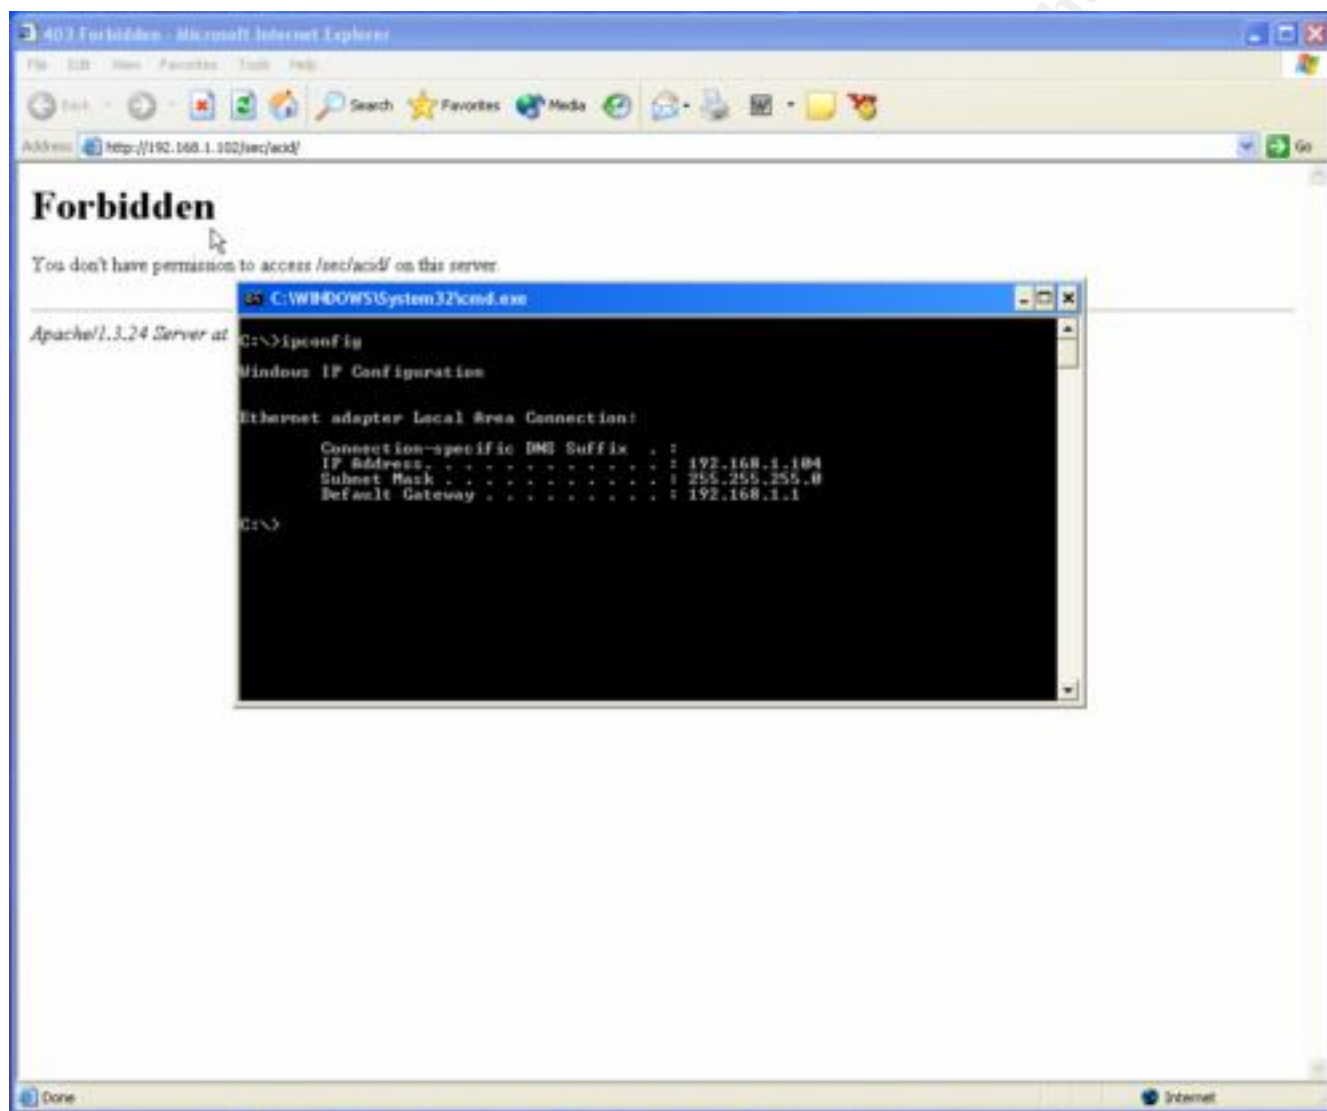 403 Forbidden - Microsoft Internet Explorer
File Edit View Favorites Tools Help
Back Search Favorites Media
Address http://192.168.1.102/sec/acid/ Go
Forbidden
You don't have permission to access /sec/acid/ on this server.
Apache/1.3.24 Server at
C:\WINDOWS\System32\cmd.exe
C:\>ipconfig
Windows IP Configuration
Ethernet adapter Local Area Connection:
Connection-specific DNS Suffix . :
IP Address. . . . . . . . . . . . : 192.168.1.104
Subnet Mask . . . . . . . . . . . : 255.255.255.0
Default Gateway . . . . . . . . . : 192.168.1.1
C:\>
Done Internet